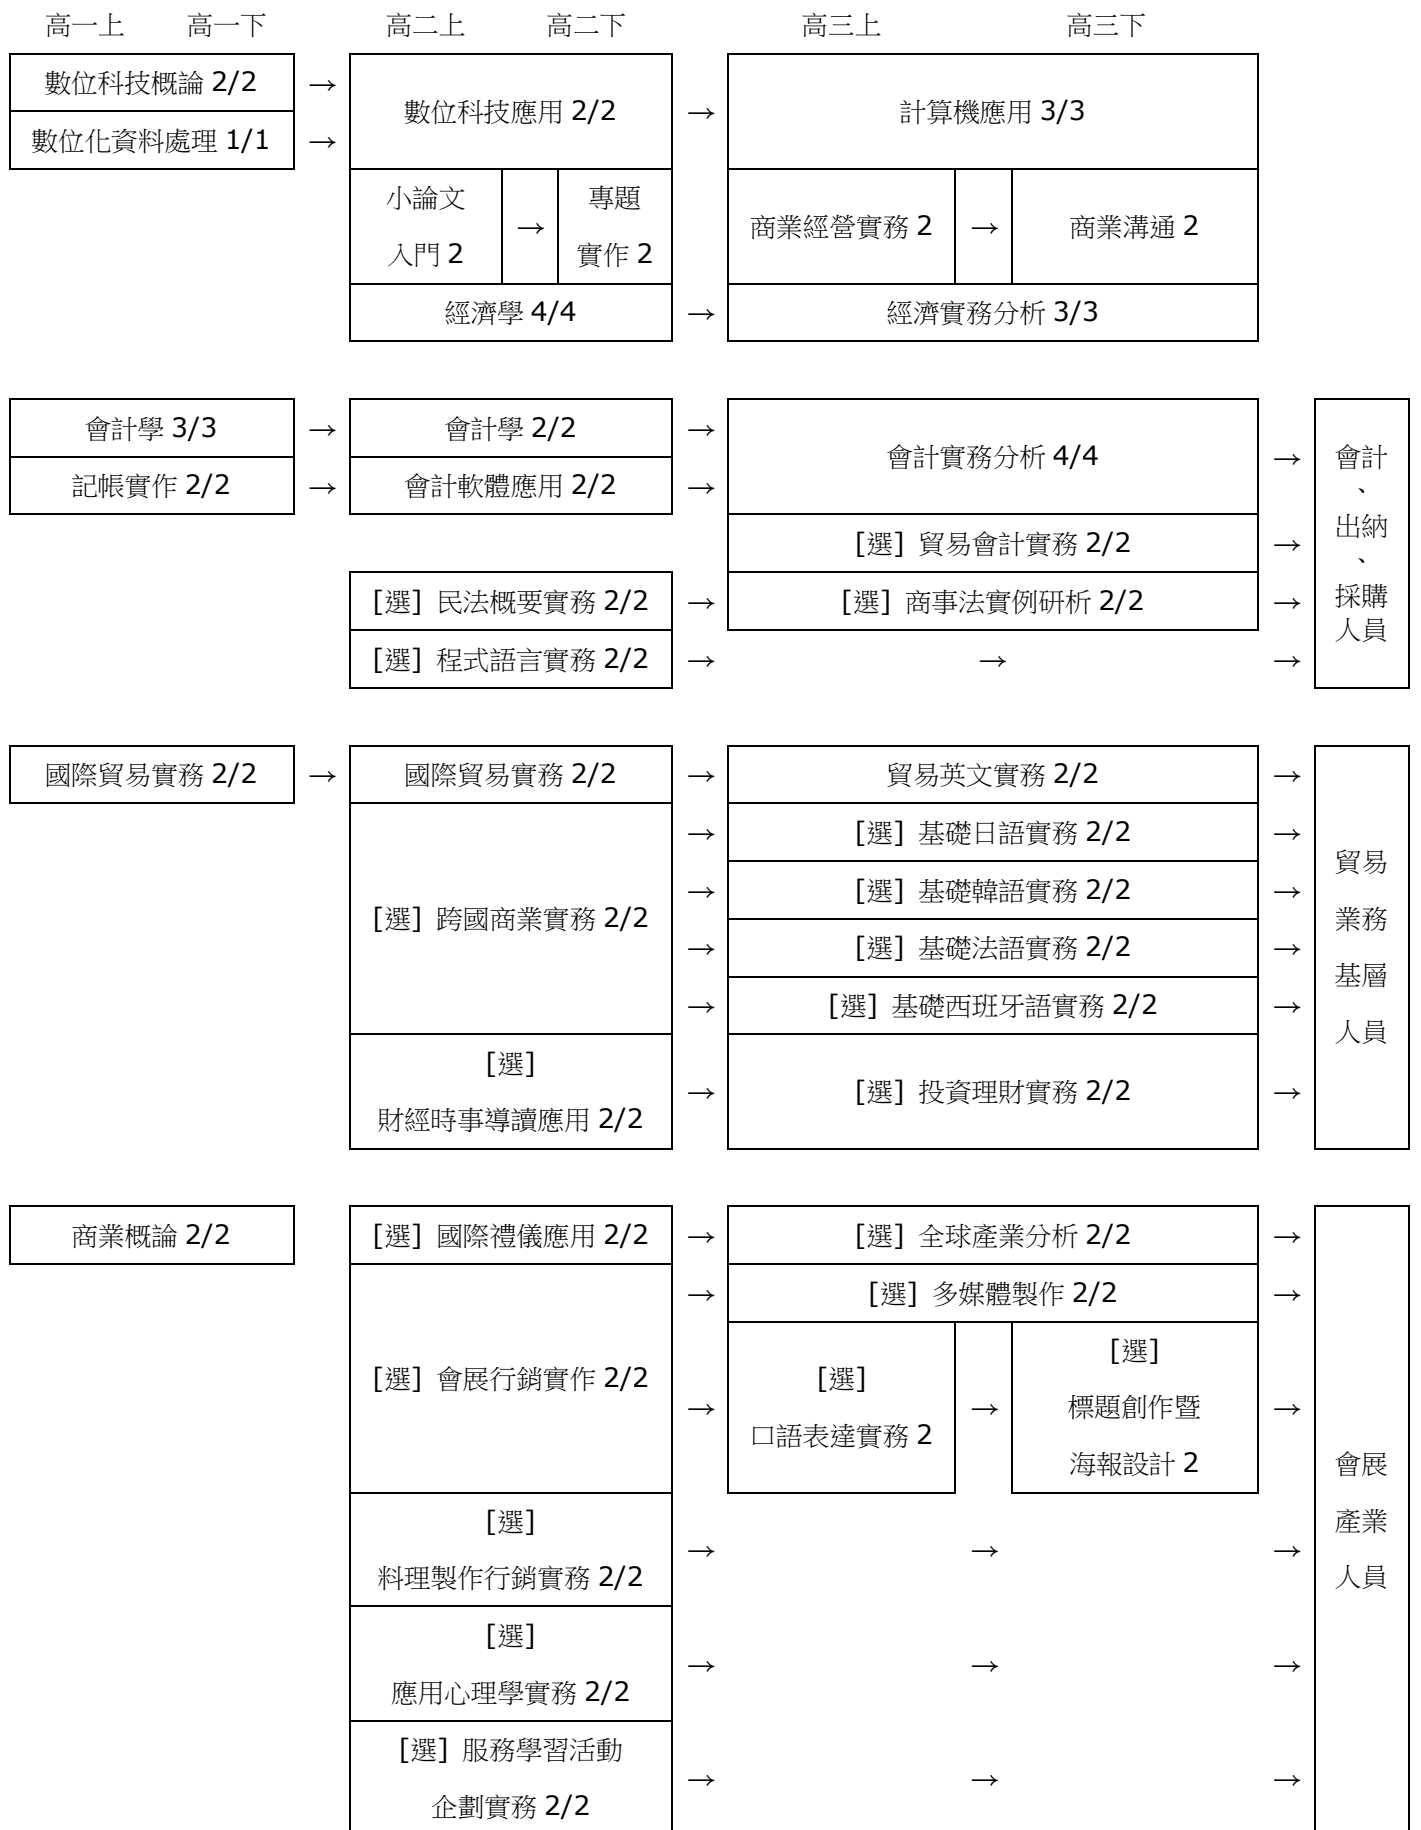 高一上 高一下 高二上 高二下 高三上 高三下
數位科技概論 2/2 →
數位科技應用 2/2 → 計算機應用 3/3
數位化資料處理 1/1 →
小論文 專題
→ 商業經營實務 2 → 商業溝通 2
入門 2 實作 2
經濟學 4/4 → 經濟實務分析 3/3
會計學 3/3 → 會計學 2/2 →
會計實務分析 4/4 →
記帳實作 2/2 → 會計軟體應用 2/2 →
[選] 貿易會計實務 2/2 →
[選] 民法概要實務 2/2 → [選] 商事法實例研析 2/2 →
[選] 程式語言實務 2/2 → → →
會計
、
出納
、
採購
人員
國際貿易實務 2/2 → 國際貿易實務 2/2 → 貿易英文實務 2/2 →
→ [選] 基礎日語實務 2/2 →
→ [選] 基礎韓語實務 2/2 →
[選] 跨國商業實務 2/2
→ [選] 基礎法語實務 2/2 →
→ [選] 基礎西班牙語實務 2/2 →
[選]
→ [選] 投資理財實務 2/2 →
財經時事導讀應用 2/2
貿易
業務
基層
人員
商業概論 2/2 [選] 國際禮儀應用 2/2 → [選] 全球產業分析 2/2 →
→ [選] 多媒體製作 2/2 →
[選] 會展行銷實作 2/2
→
[選]
口語表達實務 2
→
[選]
標題創作暨
海報設計 2
→
[選]
料理製作行銷實務 2/2
→ → →
[選]
應用心理學實務 2/2
→ → →
[選] 服務學習活動
企劃實務 2/2
→ → →
會展
產業
人員